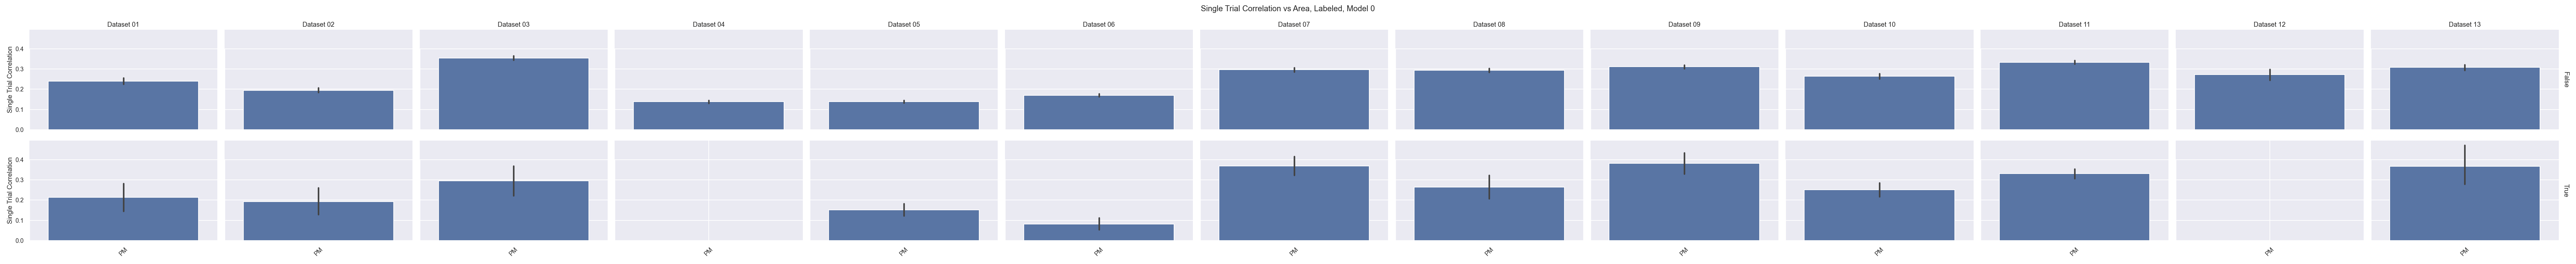 Single Trial Correlation vs Area, Labeled, Model 0
Dataset 01 Dataset 02 Dataset 03 Dataset 04 Dataset 05 Dataset 06 Dataset 07 Dataset 08 Dataset 09 Dataset 10 Dataset 11 Dataset 12 Dataset 13
Single Trial Correlation
0.4
0.3
0.2
0.1
0.0
False
Single Trial Correlation
0.4
0.3
0.2
0.1
0.0
True
PM PM PM PM PM PM PM PM PM PM PM PM PM